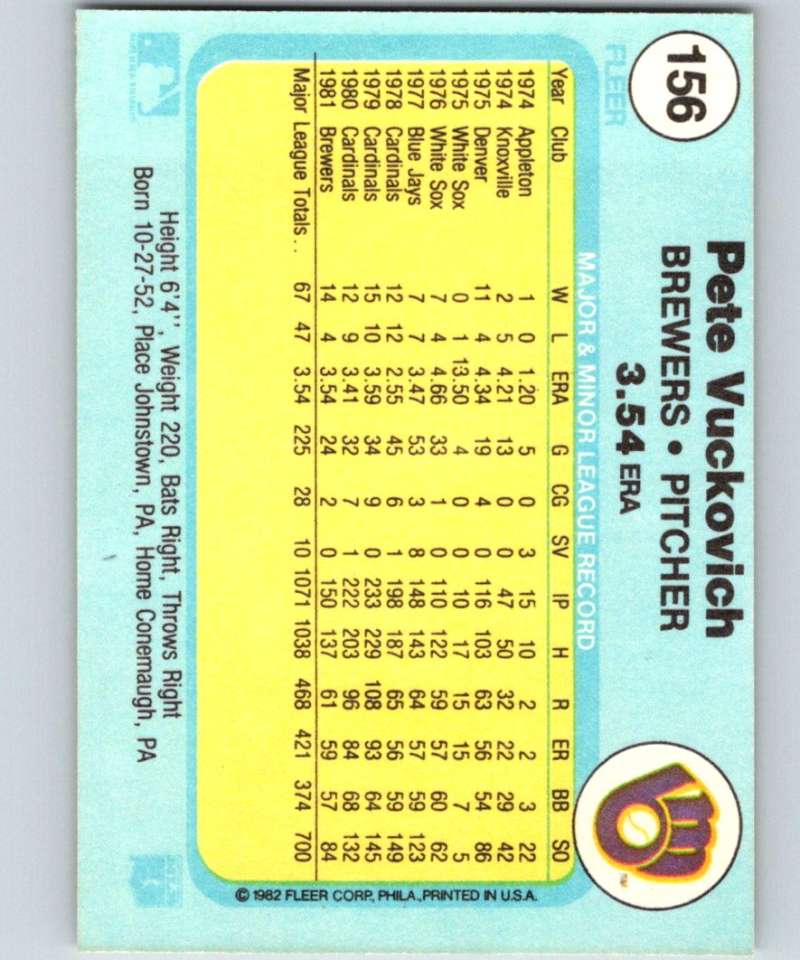 156
Pete Vuckovich
BREWERS • PITCHER
3.54 ERA
FLEER
MAJOR & MINOR LEAGUE RECORD
Year Club W L ERA G CG SV IP H R ER BB SO
1974 Appleton 1 0 1.20 5 0 3 15 10 2 2 3 22
1974 Knoxville 2 5 4.21 13 0 0 47 50 32 22 29 42
1975 Denver 11 4 4.34 19 4 0 116 103 63 56 54 86
1975 White Sox 0 1 13.50 4 0 0 10 17 15 15 7 5
1976 White Sox 7 4 4.66 33 1 0 110 122 59 57 60 62
1977 Blue Jays 7 7 3.47 53 3 8 148 143 64 57 59 123
1978 Cardinals 12 12 2.55 45 6 1 198 187 65 56 59 149
1979 Cardinals 15 10 3.59 34 9 0 233 229 108 93 64 145
1980 Cardinals 12 9 3.41 32 7 1 222 203 96 84 68 132
1981 Brewers 14 4 3.54 24 2 0 150 137 61 59 57 84
Major League Totals . . 67 47 3.54 225 28 10 1071 1038 468 421 374 700
Height 6'4", Weight 220, Bats Right, Throws Right
Born 10-27-52, Place Johnstown, PA, Home Conemaugh, PA
© 1982 FLEER CORP., PHILA., PRINTED IN U.S.A.
TM